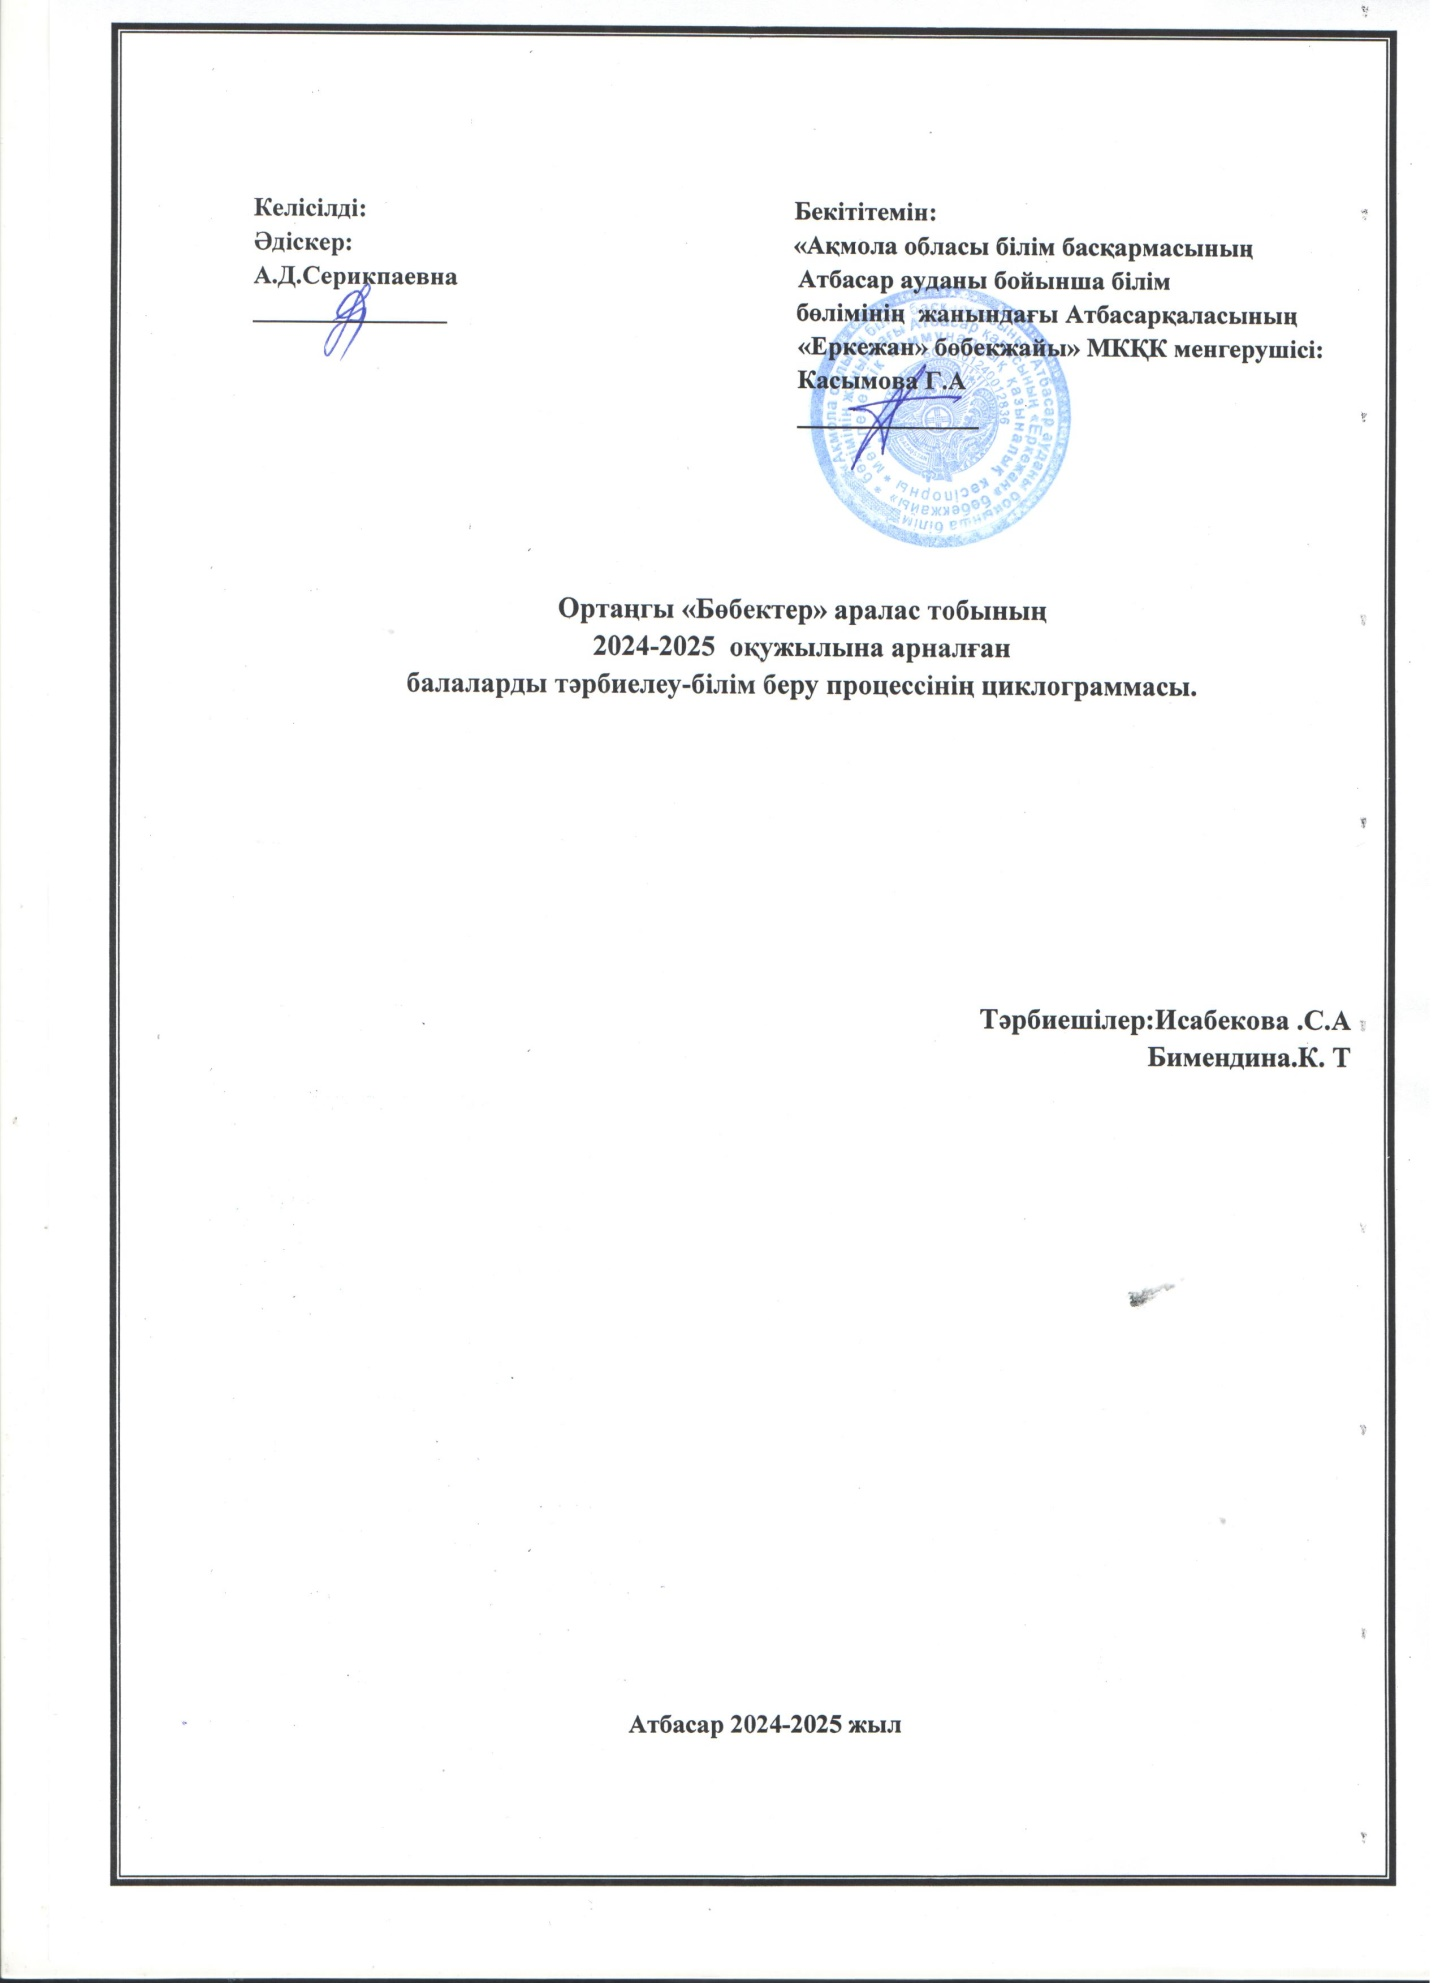 Келісілді:
Әдіскер:
А.Д.Серикпаевна
Бекітітемін:
«Ақмола обласы білім басқармасының
Атбасар ауданы бойынша білім
бөлімінің жанындағы Атбасарқаласының
«Еркежан» бөбекжайы» МКҚК менгерушісі:
Касымова Г.А
Ортаңгы «Бөбектер» аралас тобының
2024-2025 оқужылына арналған
балаларды тәрбиелеу-білім беру процессінің циклограммасы.
Тәрбиешілер:Исабекова .С.А
Бимендина.К. Т
Атбасар 2024-2025 жыл